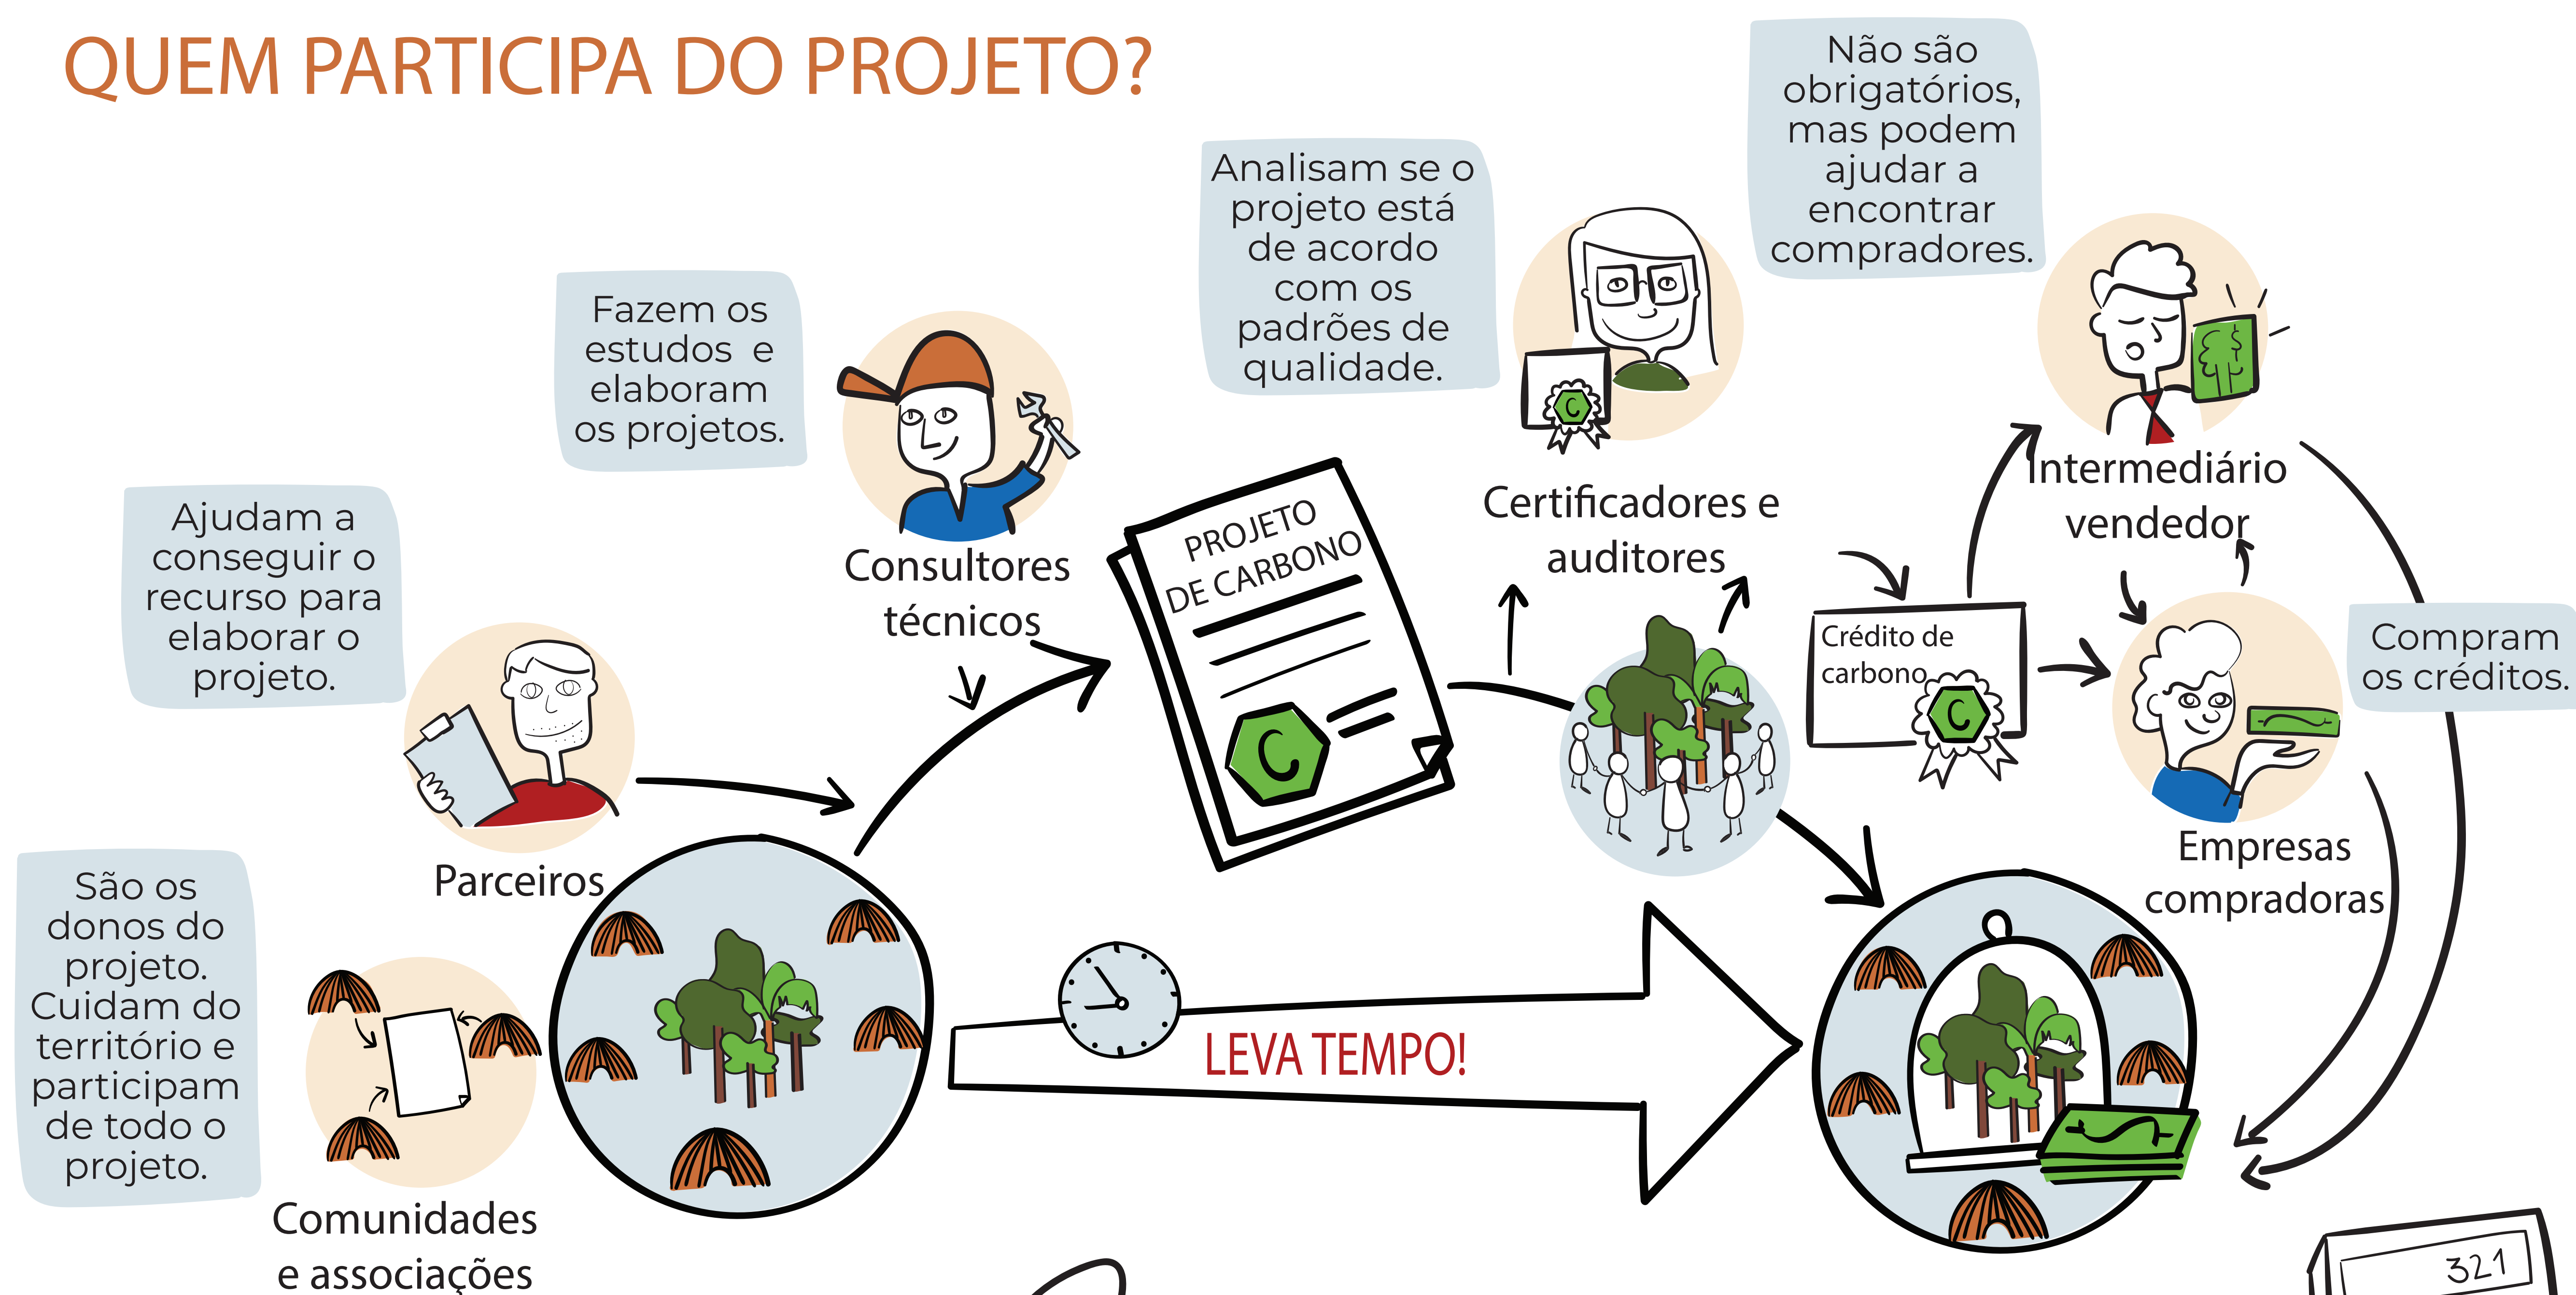 QUEM PARTICIPA DO PROJETO?
São os
donos do
projeto.
Cuidam do
território e
participam
de todo o
projeto.
Comunidades
e associações
Ajudam a
conseguir o
recurso para
elaborar o
projeto.
Parceiros
Fazem os
estudos e
elaboram
os projetos.
Consultores
técnicos
PROJETO
DE CARBONO
C
Analisam se o
projeto está
de acordo
com os
padrões de
qualidade.
C
Certificadores e
auditores
Crédito de
carbono
C
Não são
obrigatórios,
mas podem
ajudar a
encontrar
compradores.
Intermediário
vendedor
Compram
os créditos.
Empresas
compradoras
LEVA TEMPO!
321